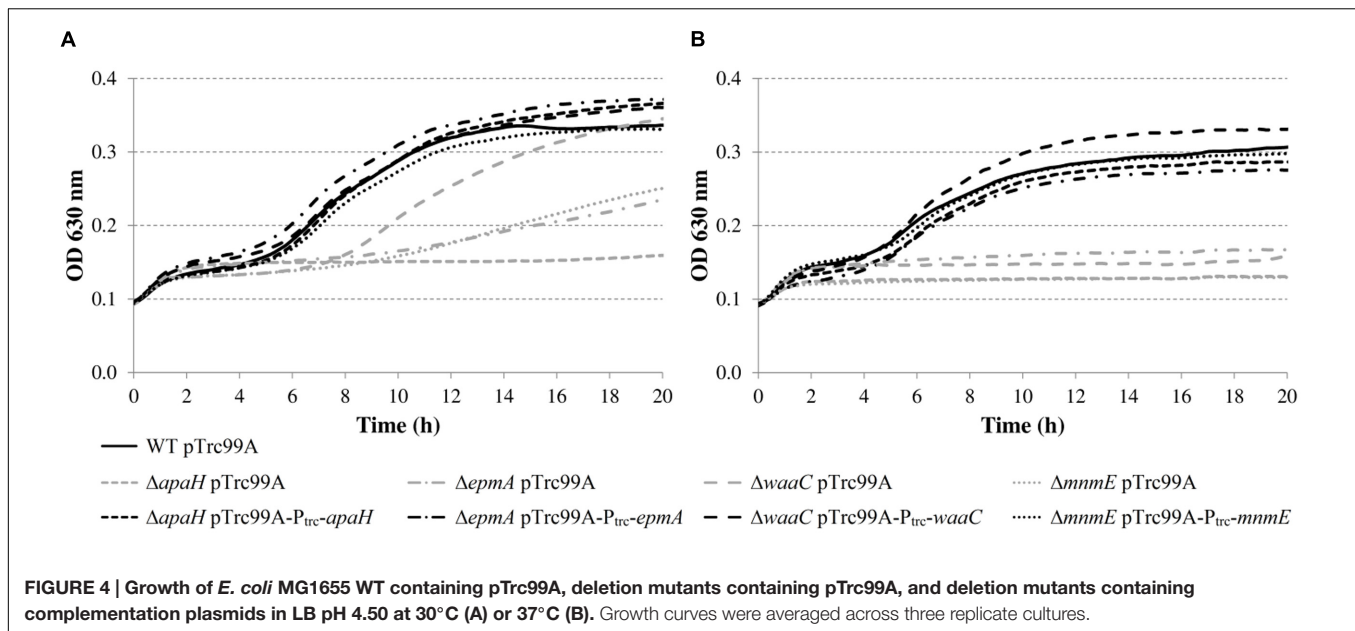 A
B
0.4
0.3
0.2
0.1
0.0
OD 630 nm
0 2 4 6 8 10 12 14 16 18 20
Time (h)
0.4
0.3
0.2
0.1
0.0
OD 630 nm
0 2 4 6 8 10 12 14 16 18 20
Time (h)
WT pTrc99A
ΔapaH pTrc99A ΔepmA pTrc99A ΔwaaC pTrc99A ΔmnmE pTrc99A
ΔapaH pTrc99A-Ptrc-apaH ΔepmA pTrc99A-Ptrc-epmA ΔwaaC pTrc99A-Ptrc-waaC ΔmnmE pTrc99A-Ptrc-mnmE
FIGURE 4 | Growth of E. coli MG1655 WT containing pTrc99A, deletion mutants containing pTrc99A, and deletion mutants containing
complementation plasmids in LB pH 4.50 at 30°C (A) or 37°C (B). Growth curves were averaged across three replicate cultures.